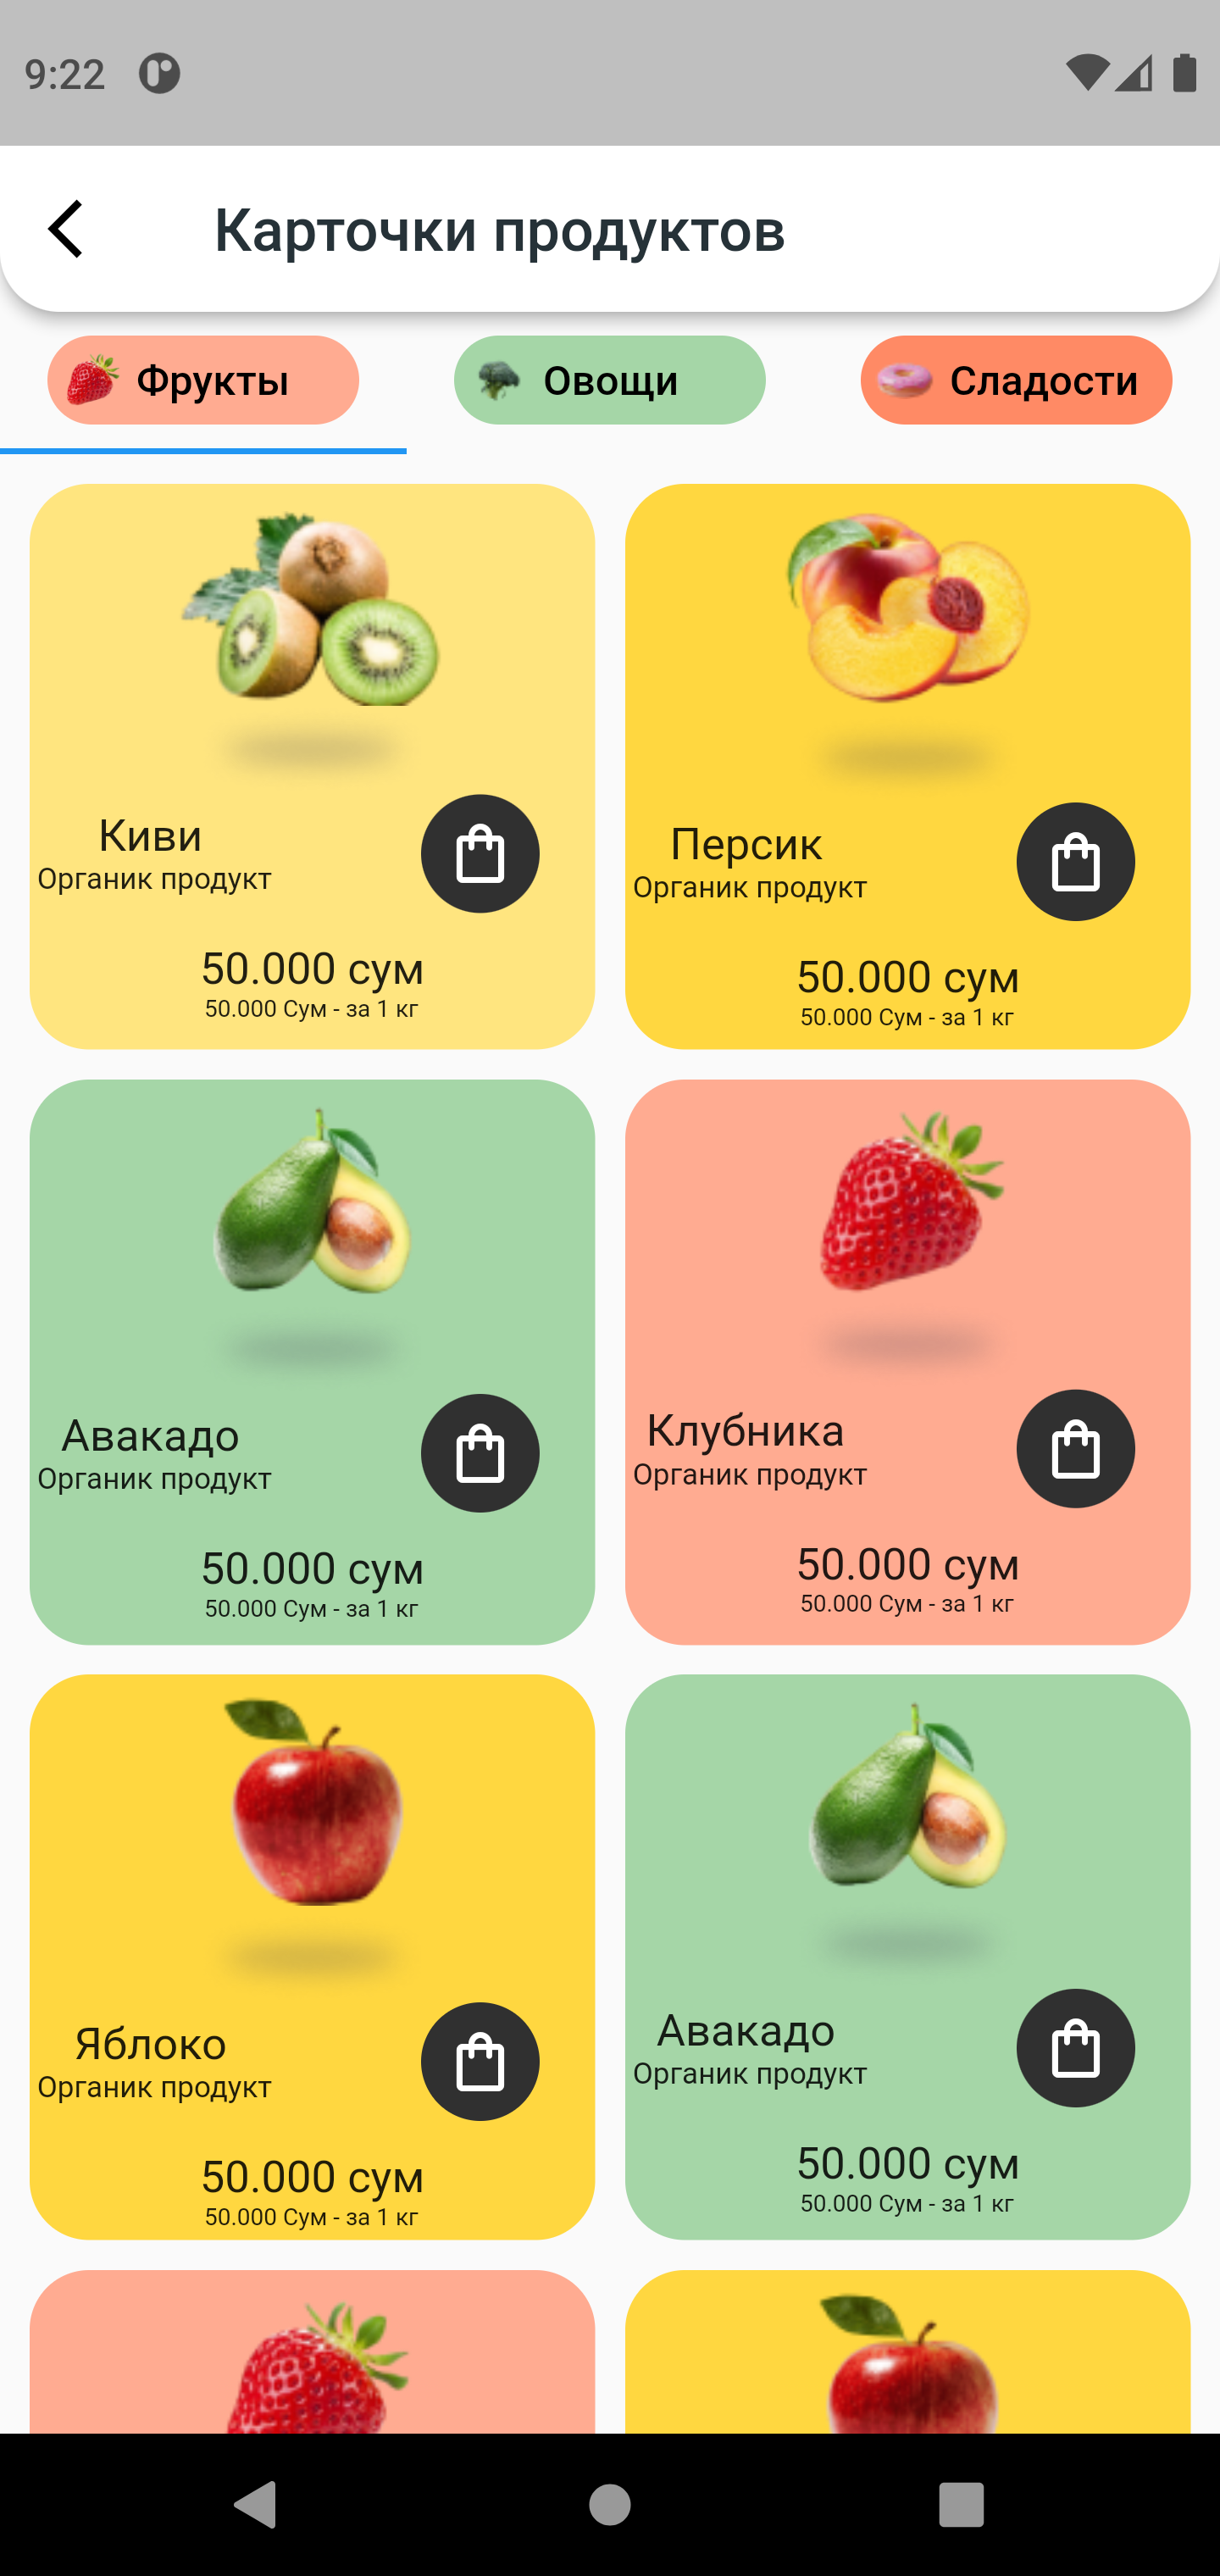 9:22
Карточки продуктов
Фрукты
Овощи
Сладости
Киви
Органик продукт
50.000 сум
50.000 Сум - за 1 кг
Персик
Органик продукт
50.000 сум
50.000 Сум - за 1 кг
Авакадо
Органик продукт
50.000 сум
50.000 Сум - за 1 кг
Клубника
Органик продукт
50.000 сум
50.000 Сум - за 1 кг
Яблоко
Органик продукт
50.000 сум
50.000 Сум - за 1 кг
Авакадо
Органик продукт
50.000 сум
50.000 Сум - за 1 кг